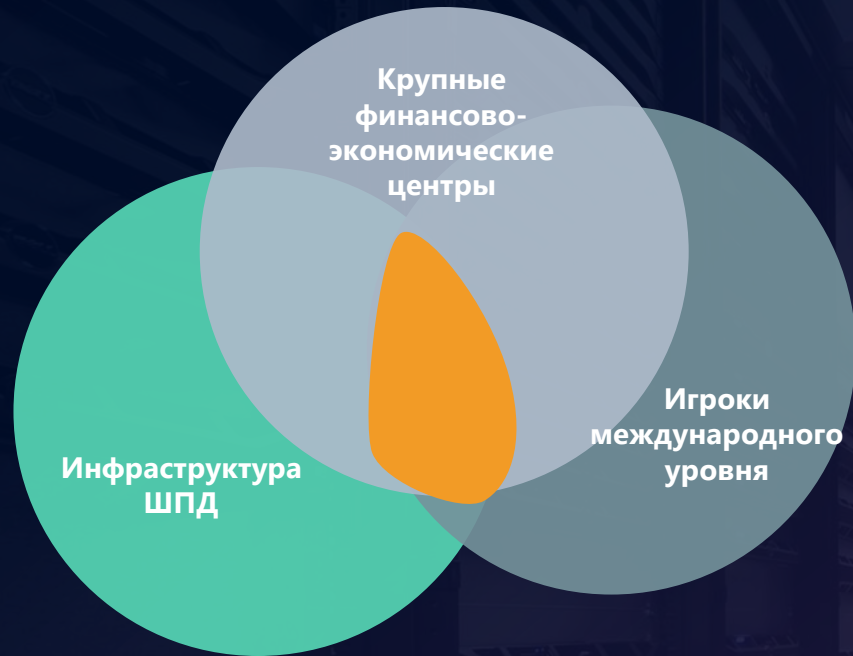 Крупные
финансово-
экономические
центры
Игроки
международного
уровня
Инфраструктура
ШПД